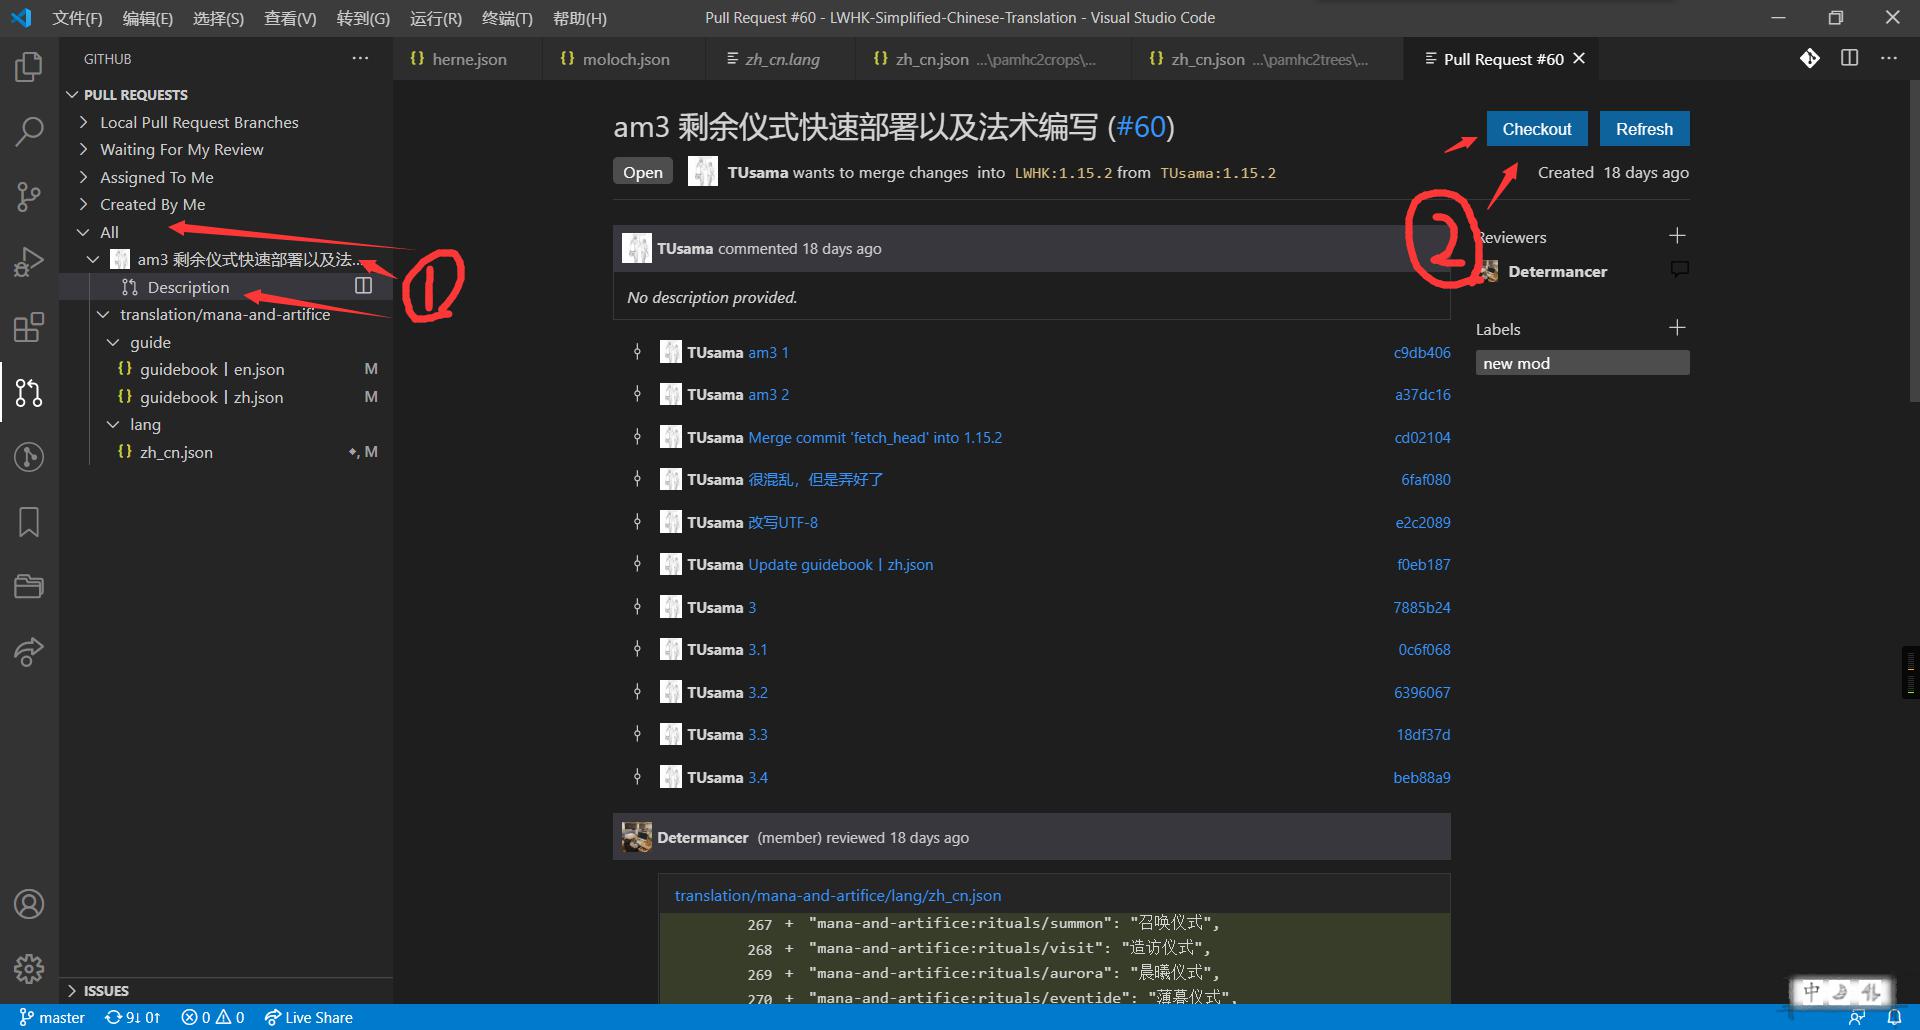 文件(F) 编辑(E) 选择(S) 查看(V) 转到(G) 运行(R) 终端(T) 帮助(H) Pull Request #60 - LWHK-Simplified-Chinese-Translation - Visual Studio Code
GITHUB ···
herne.json
moloch.json
zh_cn.lang
zh_cn.json ...\pamhc2crops\...
zh_cn.json ...\pamhc2trees\...
Pull Request #60
PULL REQUESTS
Local Pull Request Branches
Waiting For My Review
Assigned To Me
Created By Me
All
am3 剩余仪式快速部署以及法...
Description
translation/mana-and-artifice
guide
{} guidebook | en.json M
{} guidebook | zh.json M
lang
{} zh_cn.json M
ISSUES
①
am3 剩余仪式快速部署以及法术编写 (#60)
Checkout Refresh
Open TUsama wants to merge changes into LWHK:1.15.2 from TUsama:1.15.2
Created 18 days ago
②
TUsama commented 18 days ago
No description provided.
TUsama am3 1 c9db406
TUsama am3 2 a37dc16
TUsama Merge commit 'fetch_head' into 1.15.2 cd02104
TUsama 很混乱，但是弄好了 6faf080
TUsama 改写UTF-8 e2c2089
TUsama Update guidebook | zh.json f0eb187
TUsama 3 7885b24
TUsama 3.1 0c6f068
TUsama 3.2 6396067
TUsama 3.3 18df37d
TUsama 3.4 beb88a9
Determancer (member) reviewed 18 days ago
translation/mana-and-artifice/lang/zh_cn.json
267 + "mana-and-artifice:rituals/summon": "召唤仪式",
268 + "mana-and-artifice:rituals/visit": "造访仪式",
269 + "mana-and-artifice:rituals/aurora": "晨曦仪式",
270 + "mana-and-artifice:rituals/eventide": "薄暮仪式",
Reviewers
Determancer
Labels
new mod
中
master 9↓ 0↑ 0 0 Live Share